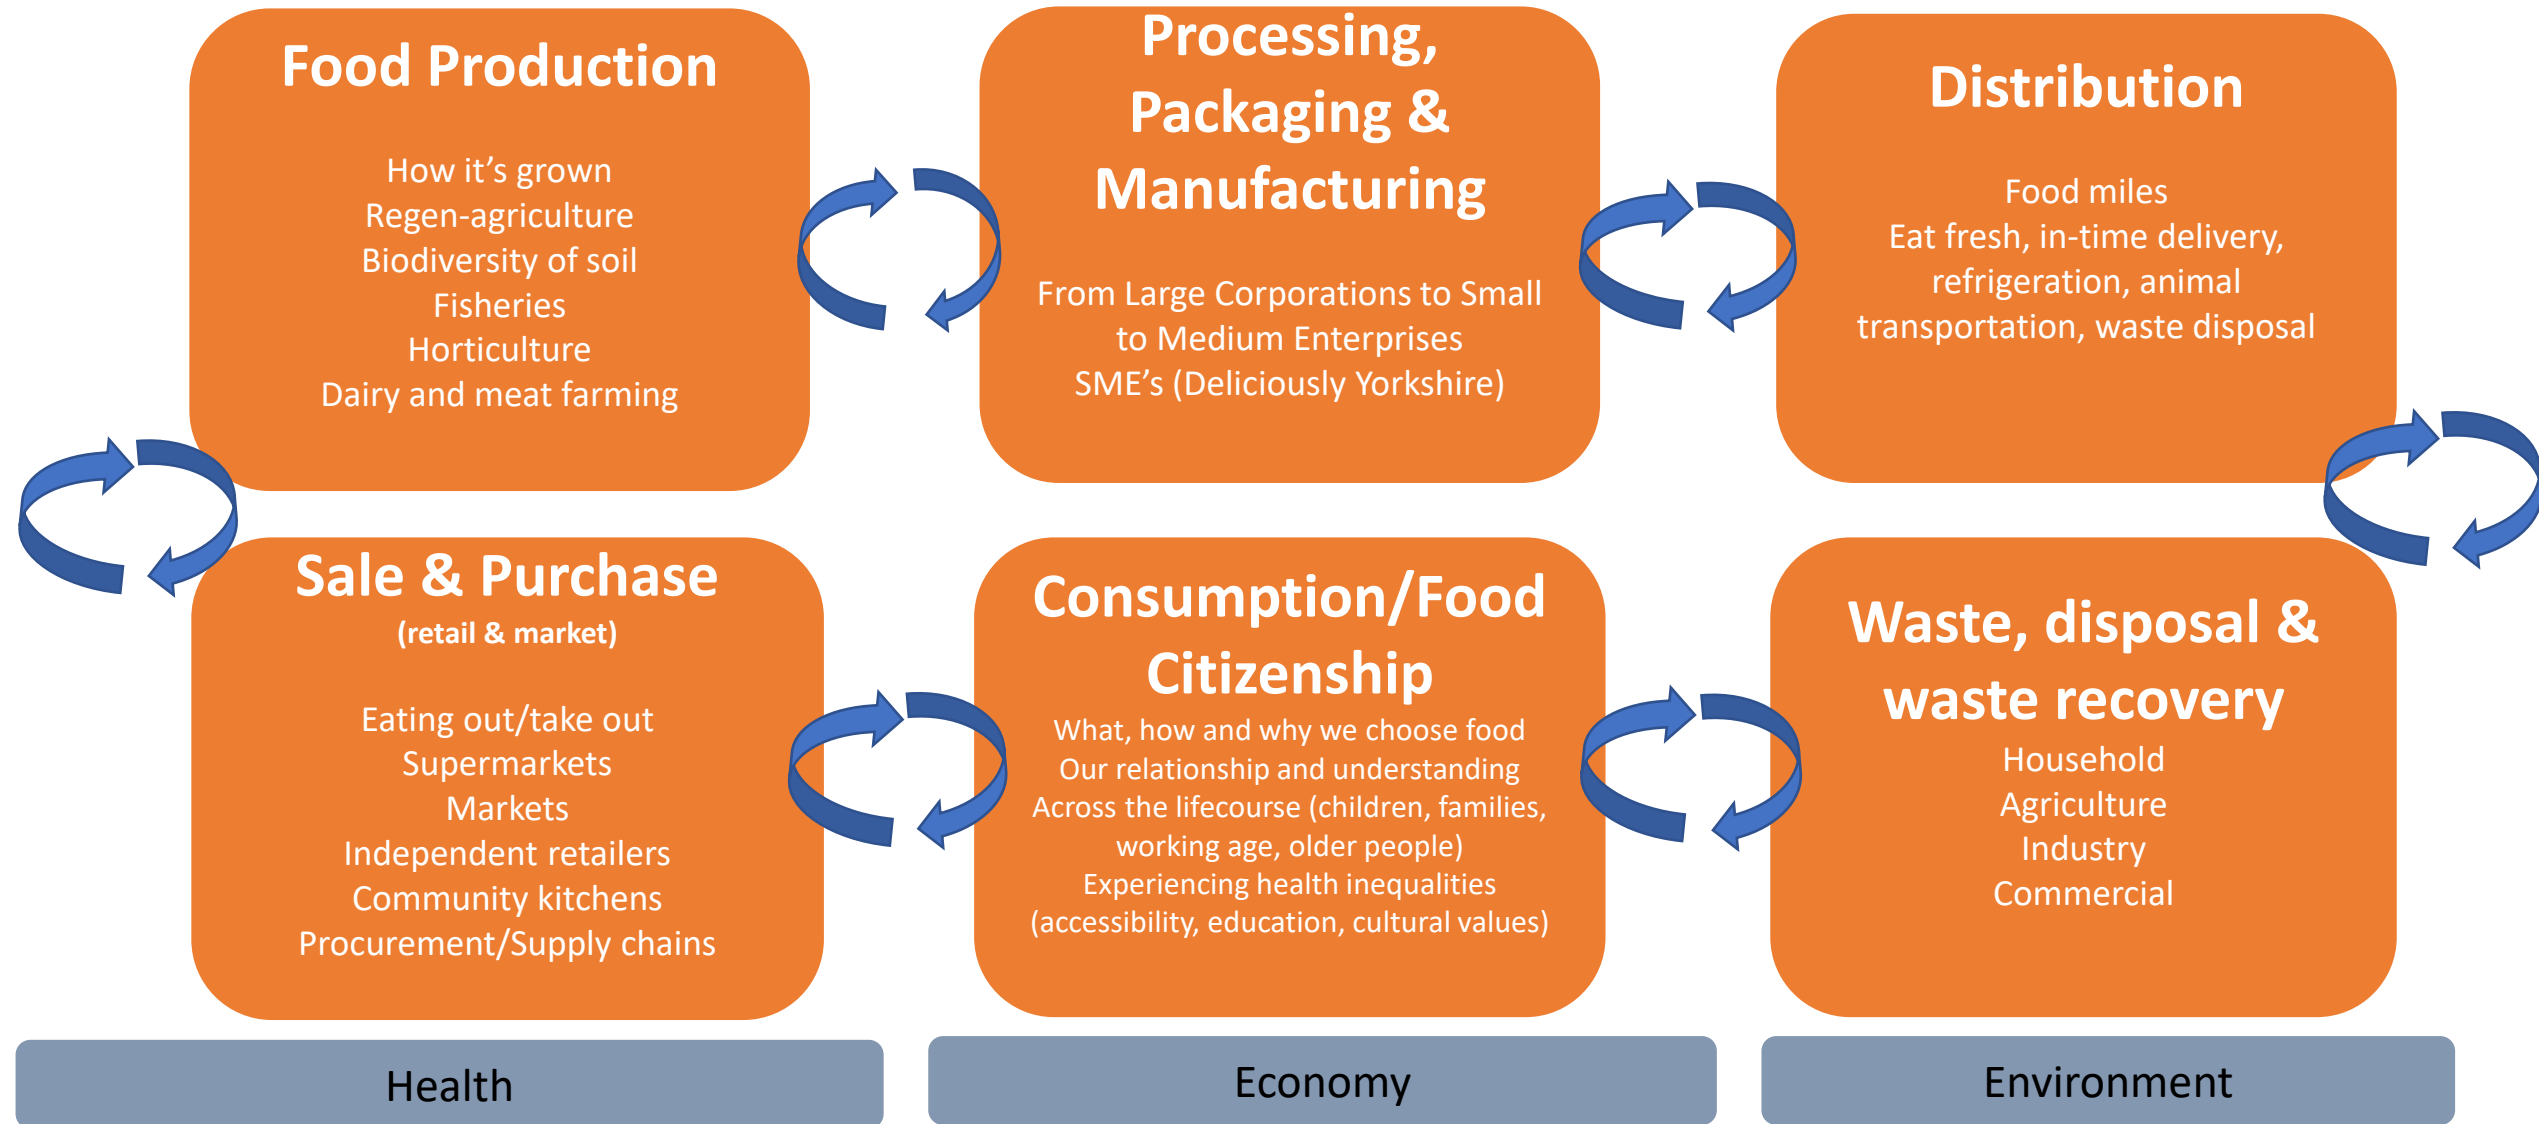 Food Production
How it’s grown
Regen-agriculture
Biodiversity of soil
Fisheries
Horticulture
Dairy and meat farming
Processing,
Packaging &
Manufacturing
From Large Corporations to Small
to Medium Enterprises
SME’s (Deliciously Yorkshire)
Distribution
Food miles
Eat fresh, in-time delivery,
refrigeration, animal
transportation, waste disposal
Sale & Purchase
(retail & market)
Eating out/take out
Supermarkets
Markets
Independent retailers
Community kitchens
Procurement/Supply chains
Consumption/Food
Citizenship
What, how and why we choose food
Our relationship and understanding
Across the lifecourse (children, families,
working age, older people)
Experiencing health inequalities
(accessibility, education, cultural values)
Waste, disposal &
waste recovery
Household
Agriculture
Industry
Commercial
Health
Economy
Environment